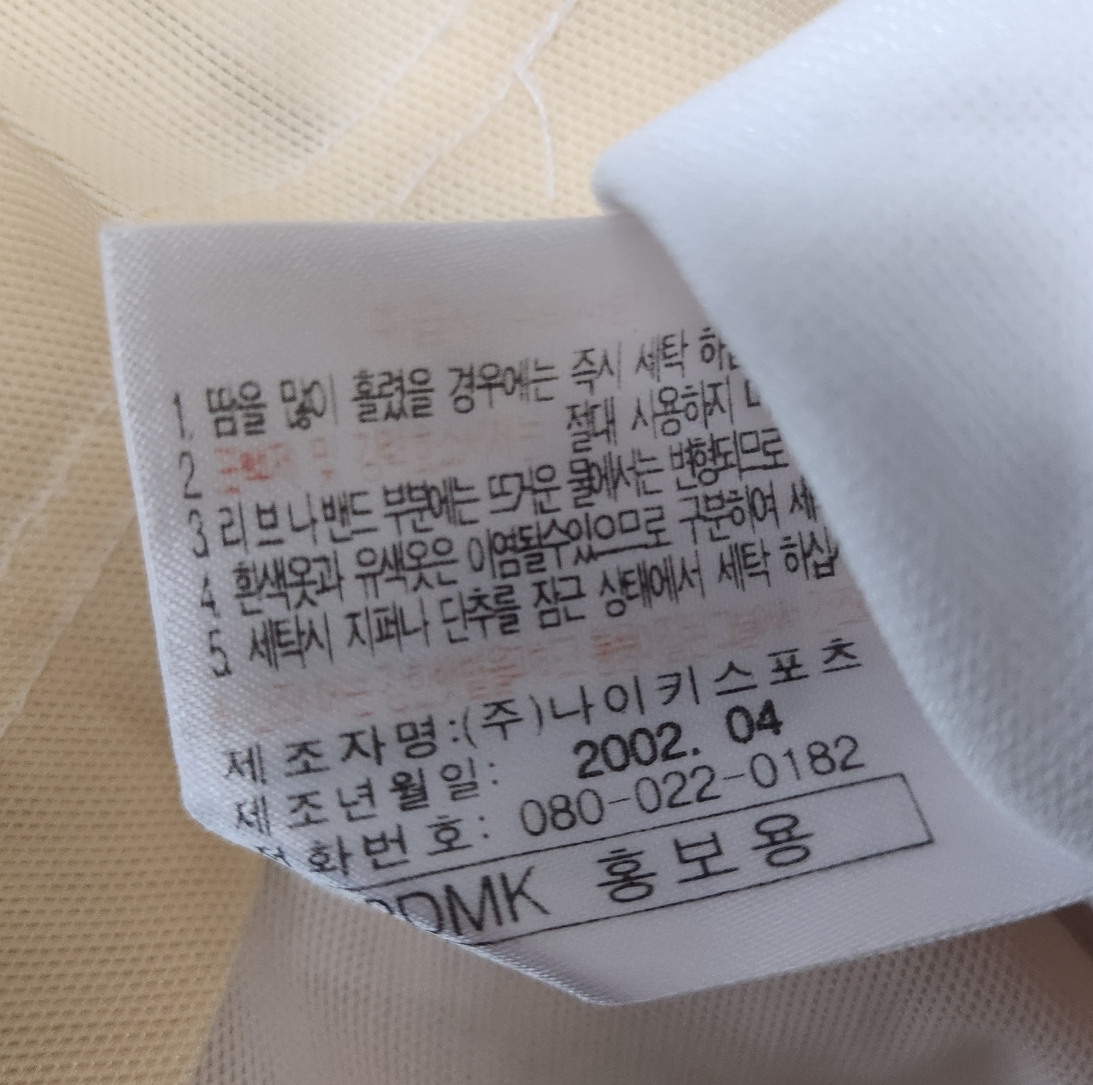 1. 땀을 많이 흘렸을 경우에는 즉시 세탁
2 절대 사용하지
3 리브나 밴드 부분에는 뜨거운 물에서는 변형되므로
4 흰색옷과 유색옷은 이염될수있으므로 구분하여
5. 세탁시 지퍼나 단추를 잠근 상태에서 세탁 하십
제 조 자 명:(주)나이키스포츠
제 조 년 월 일: 2002. 04
화 번 호: 080-022-0182
DMK 홍보용